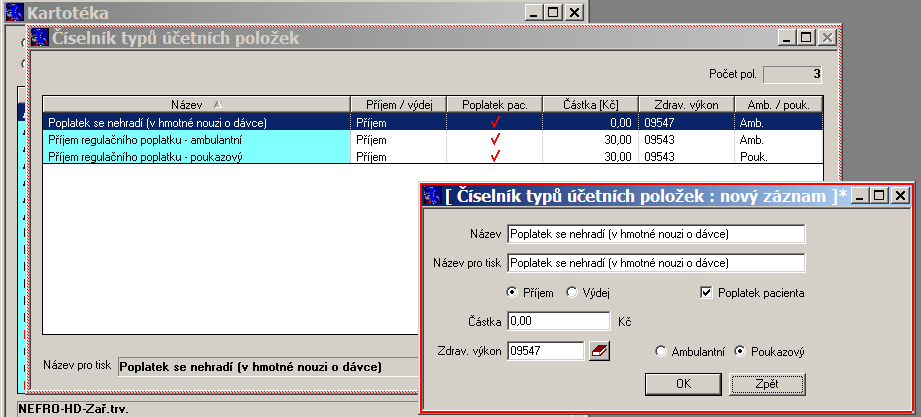 Kartotéka
Číselník typů účetních položek
Počet pol. 3
Název Příjem / výdej Poplatek pac. Částka [Kč] Zdrav. výkon Amb. / pouk.
Poplatek se nehradí (v hmotné nouzi o dávce) Příjem 0,00 09547 Amb.
Příjem regulačního poplatku - ambulantní Příjem 30,00 09543 Amb.
Příjem regulačního poplatku - poukazový Příjem 30,00 09543 Pouk.
[ Číselník typů účetních položek : nový záznam ]*
Název Poplatek se nehradí (v hmotné nouzi o dávce)
Název pro tisk Poplatek se nehradí (v hmotné nouzi o dávce)
Příjem Výdej Poplatek pacienta
Částka 0,00 Kč
Zdrav. výkon 09547 Ambulantní Poukazový
OK Zpět
Název pro tisk Poplatek se nehradí (v hmotné nouzi o dávce)
NEFRO-HD-Zař.trv.